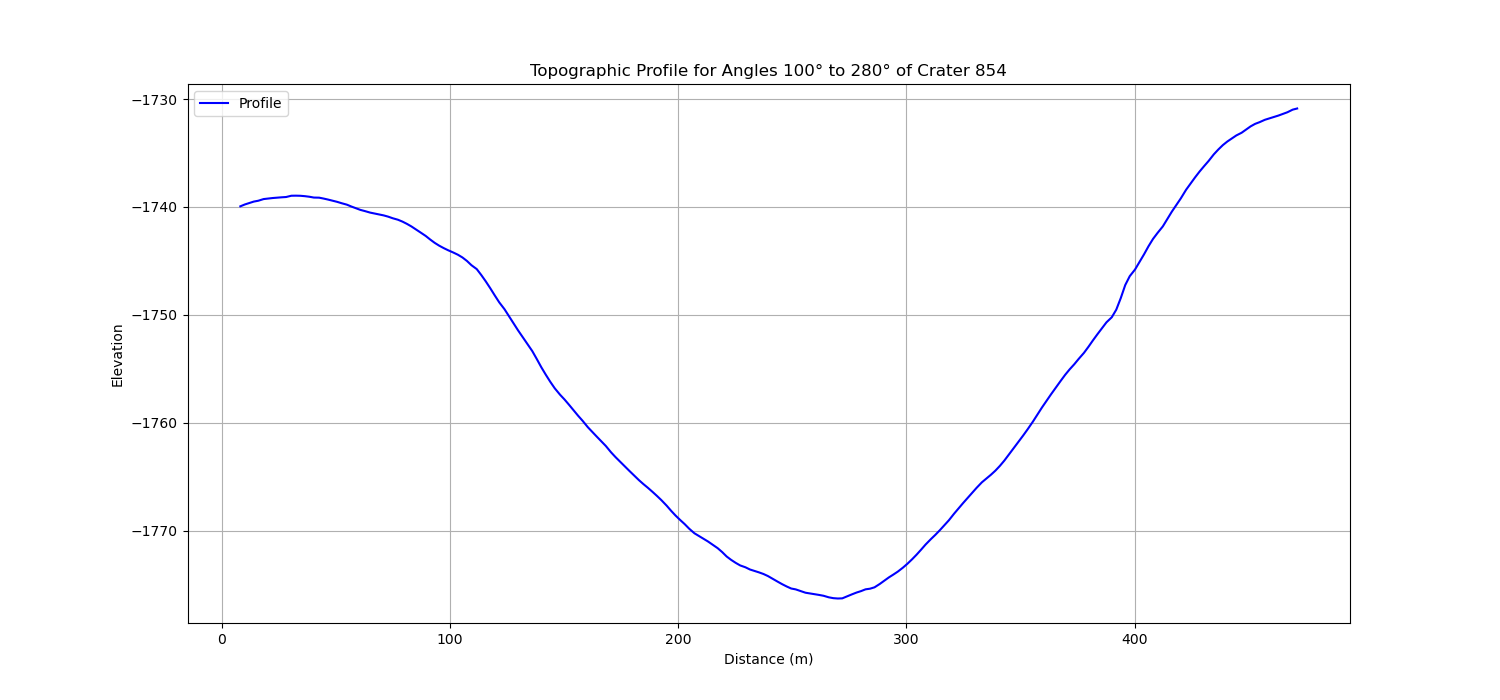 Topographic Profile for Angles 100° to 280° of Crater 854
Profile
−1730
−1740
−1750
−1760
−1770
Elevation
0 100 200 300 400
Distance (m)